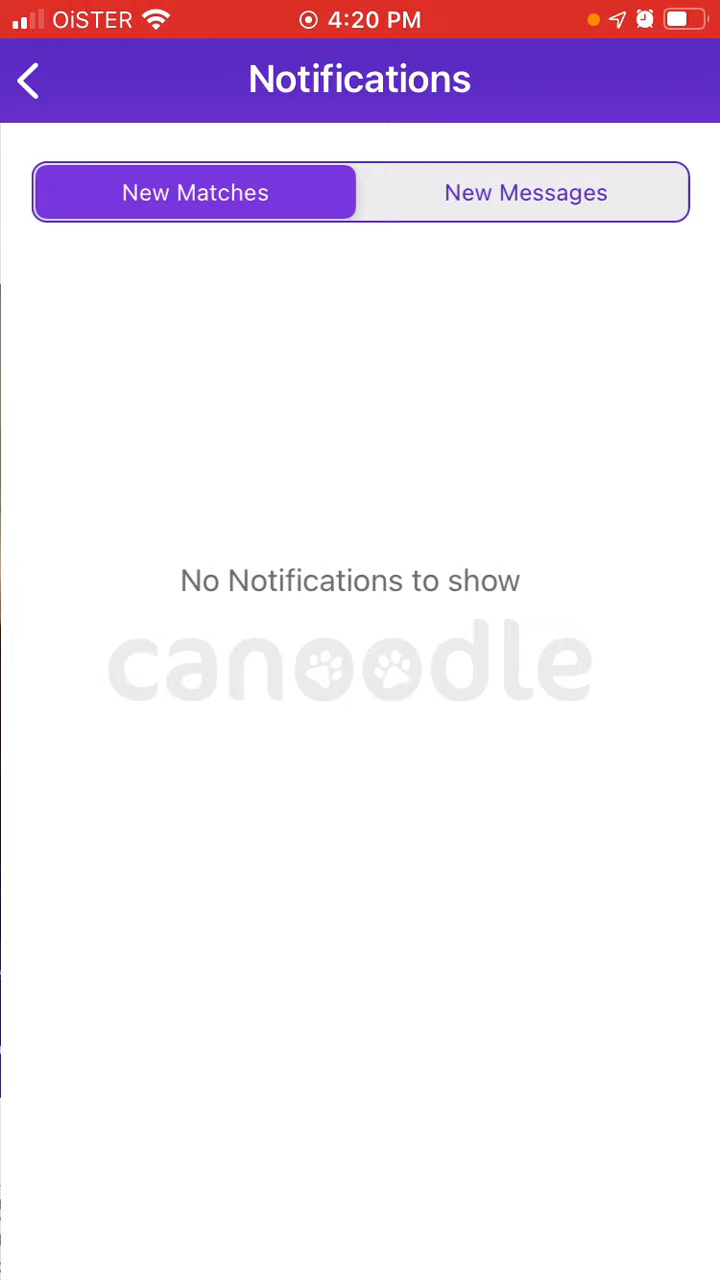 OiSTER 4:20 PM
Notifications
New Matches New Messages
No Notifications to show
canoodle